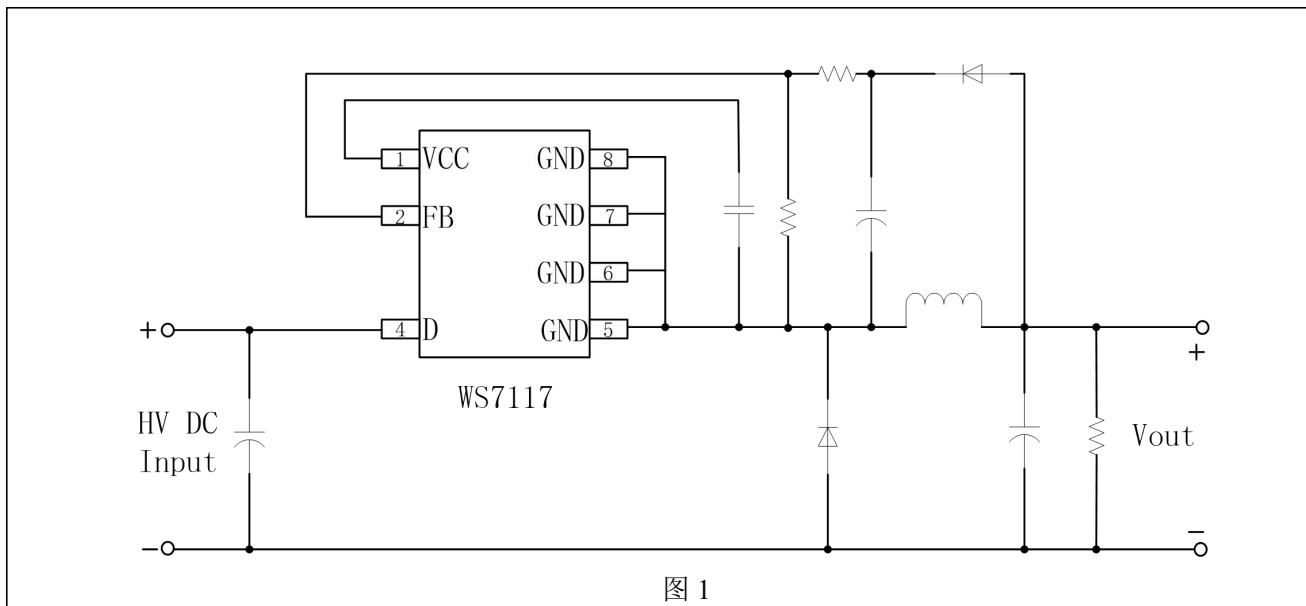 1 VCC GND 8
2 FB GND 7
GND 6
+ 4 D GND 5 +
WS7117
HV DC
Input
Vout
− −
图 1